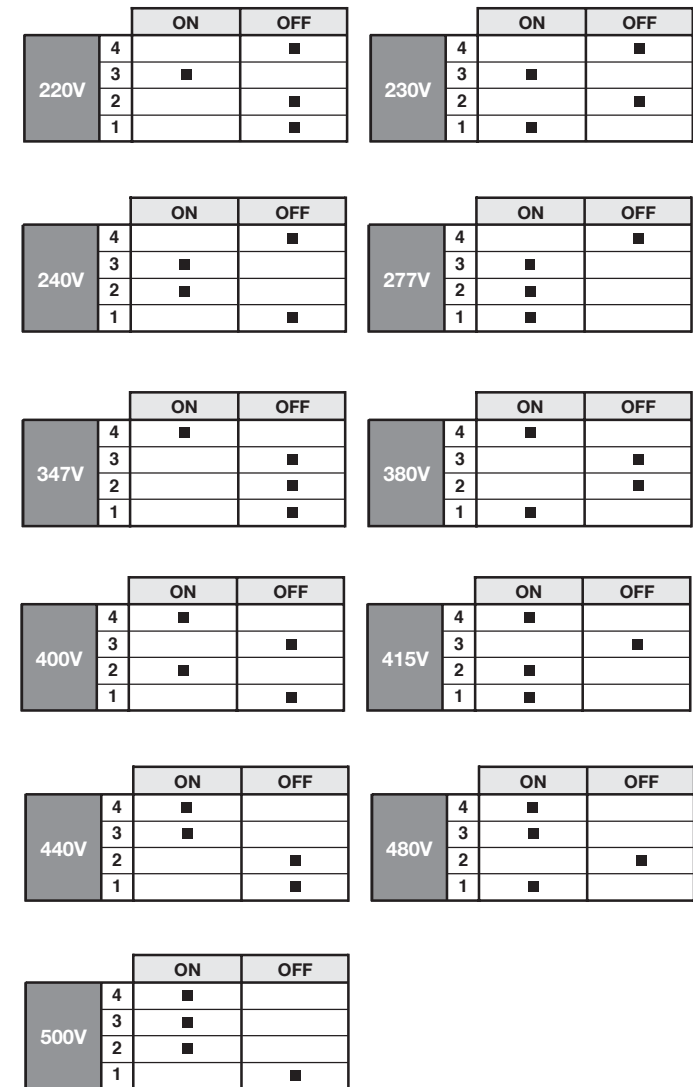 ON OFF
220V
4 ■
3 ■
2 ■
1 ■
ON OFF
230V
4 ■
3 ■
2 ■
1 ■
ON OFF
240V
4 ■
3 ■
2 ■
1 ■
ON OFF
277V
4 ■
3 ■
2 ■
1 ■
ON OFF
347V
4 ■
3 ■
2 ■
1 ■
ON OFF
380V
4 ■
3 ■
2 ■
1 ■
ON OFF
400V
4 ■
3 ■
2 ■
1 ■
ON OFF
415V
4 ■
3 ■
2 ■
1 ■
ON OFF
440V
4 ■
3 ■
2 ■
1 ■
ON OFF
480V
4 ■
3 ■
2 ■
1 ■
ON OFF
500V
4 ■
3 ■
2 ■
1 ■